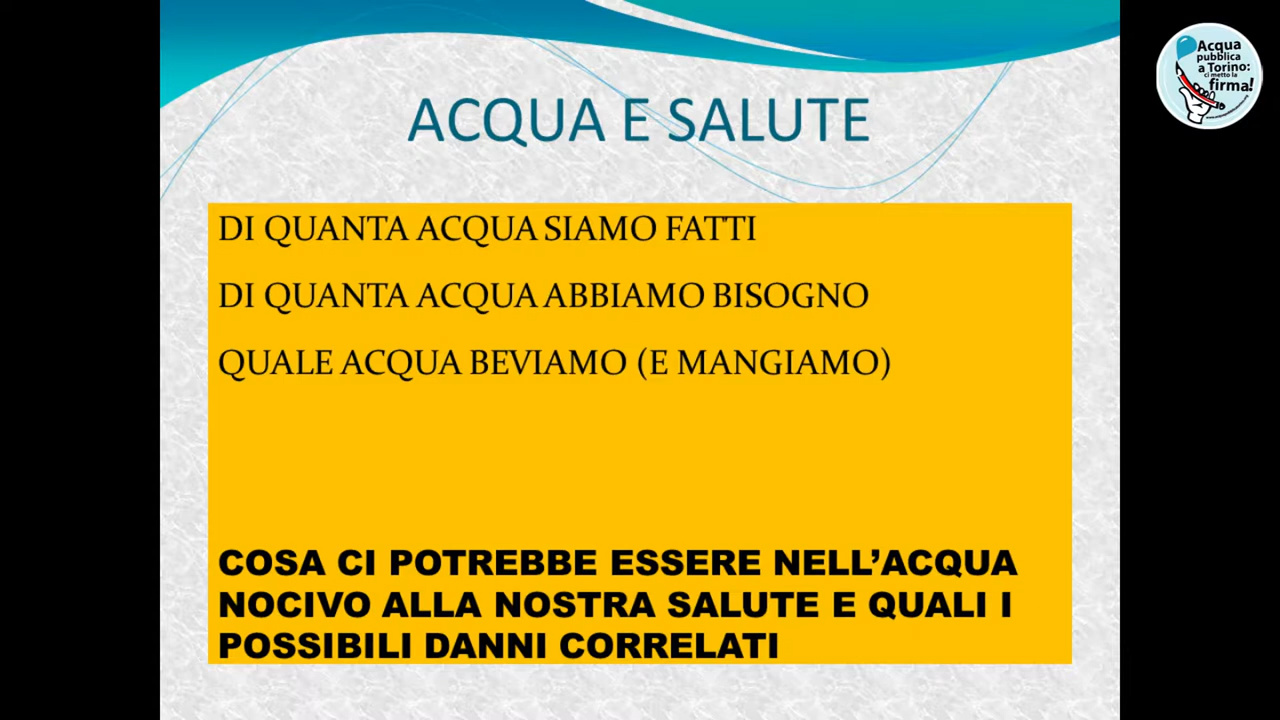 ACQUA E SALUTE
DI QUANTA ACQUA SIAMO FATTI
DI QUANTA ACQUA ABBIAMO BISOGNO
QUALE ACQUA BEVIAMO (E MANGIAMO)
COSA CI POTREBBE ESSERE NELL’ACQUA
NOCIVO ALLA NOSTRA SALUTE E QUALI I
POSSIBILI DANNI CORRELATI
Acqua
pubblica
a Torino:
ci metto la
firma!